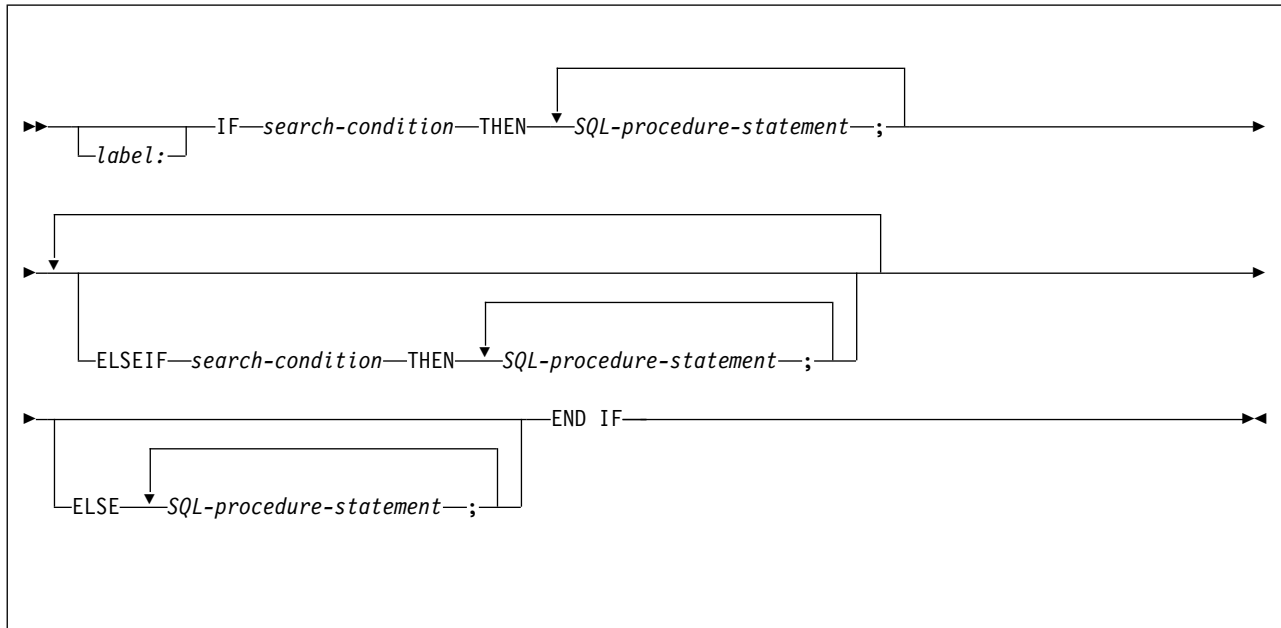 IF search-condition THEN SQL-procedure-statement ;
label:
ELSEIF search-condition THEN SQL-procedure-statement ;
END IF
ELSE SQL-procedure-statement ;